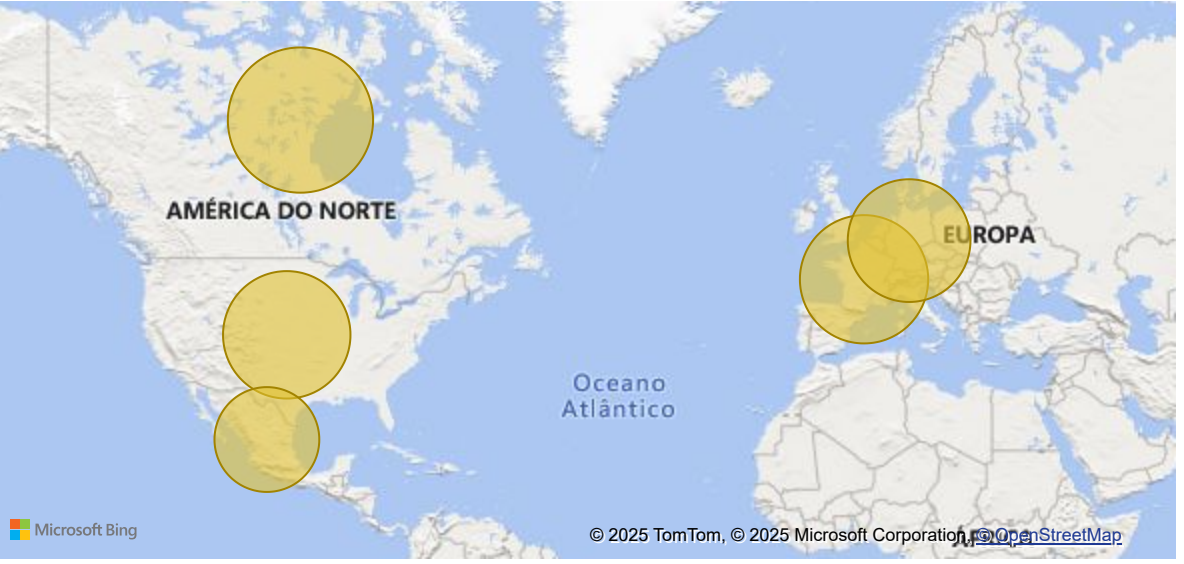 AMÉRICA DO NORTE
EUROPA
Oceano
Atlântico
Microsoft Bing
© 2025 TomTom, © 2025 Microsoft Corporation, © OpenStreetMap